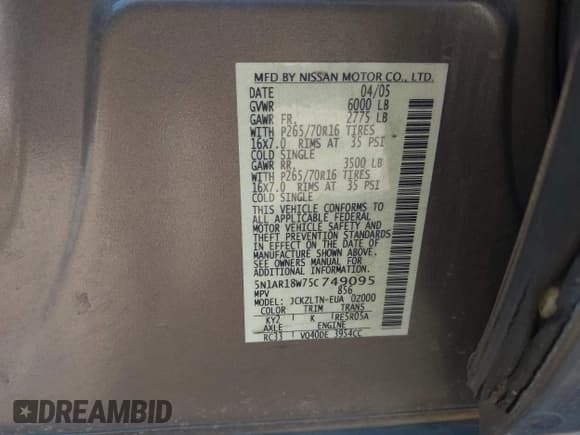 MFD BY NISSAN MOTOR CO., LTD.
DATE 04/05
GVWR 6000 LB
GAWR FR. 2775 LB
WITH P265/70R16 TIRES
16x7.0 RIMS AT 35 PSI
COLD SINGLE
GAWR RR. 3500 LB
WITH P265/70R16 TIRES
16x7.0 RIMS AT 35 PSI
COLD SINGLE
THIS VEHICLE CONFORMS TO
ALL APPLICABLE FEDERAL
MOTOR VEHICLE SAFETY AND
THEFT PREVENTION STANDARDS
IN EFFECT ON THE DATE OF
MANUFACTURE SHOWN ABOVE.
SEE OWNERS MANUAL FOR
ADDITIONAL INFORMATION
5N1AR18W75C749095
MPV 856
MODEL: JCKZLTN-EUA 02000
COLOR TRIM TRANS
KY2 K RE5R05A
AXLE ENGINE
RC33 VQ40DE 3954CC
DREAMBID